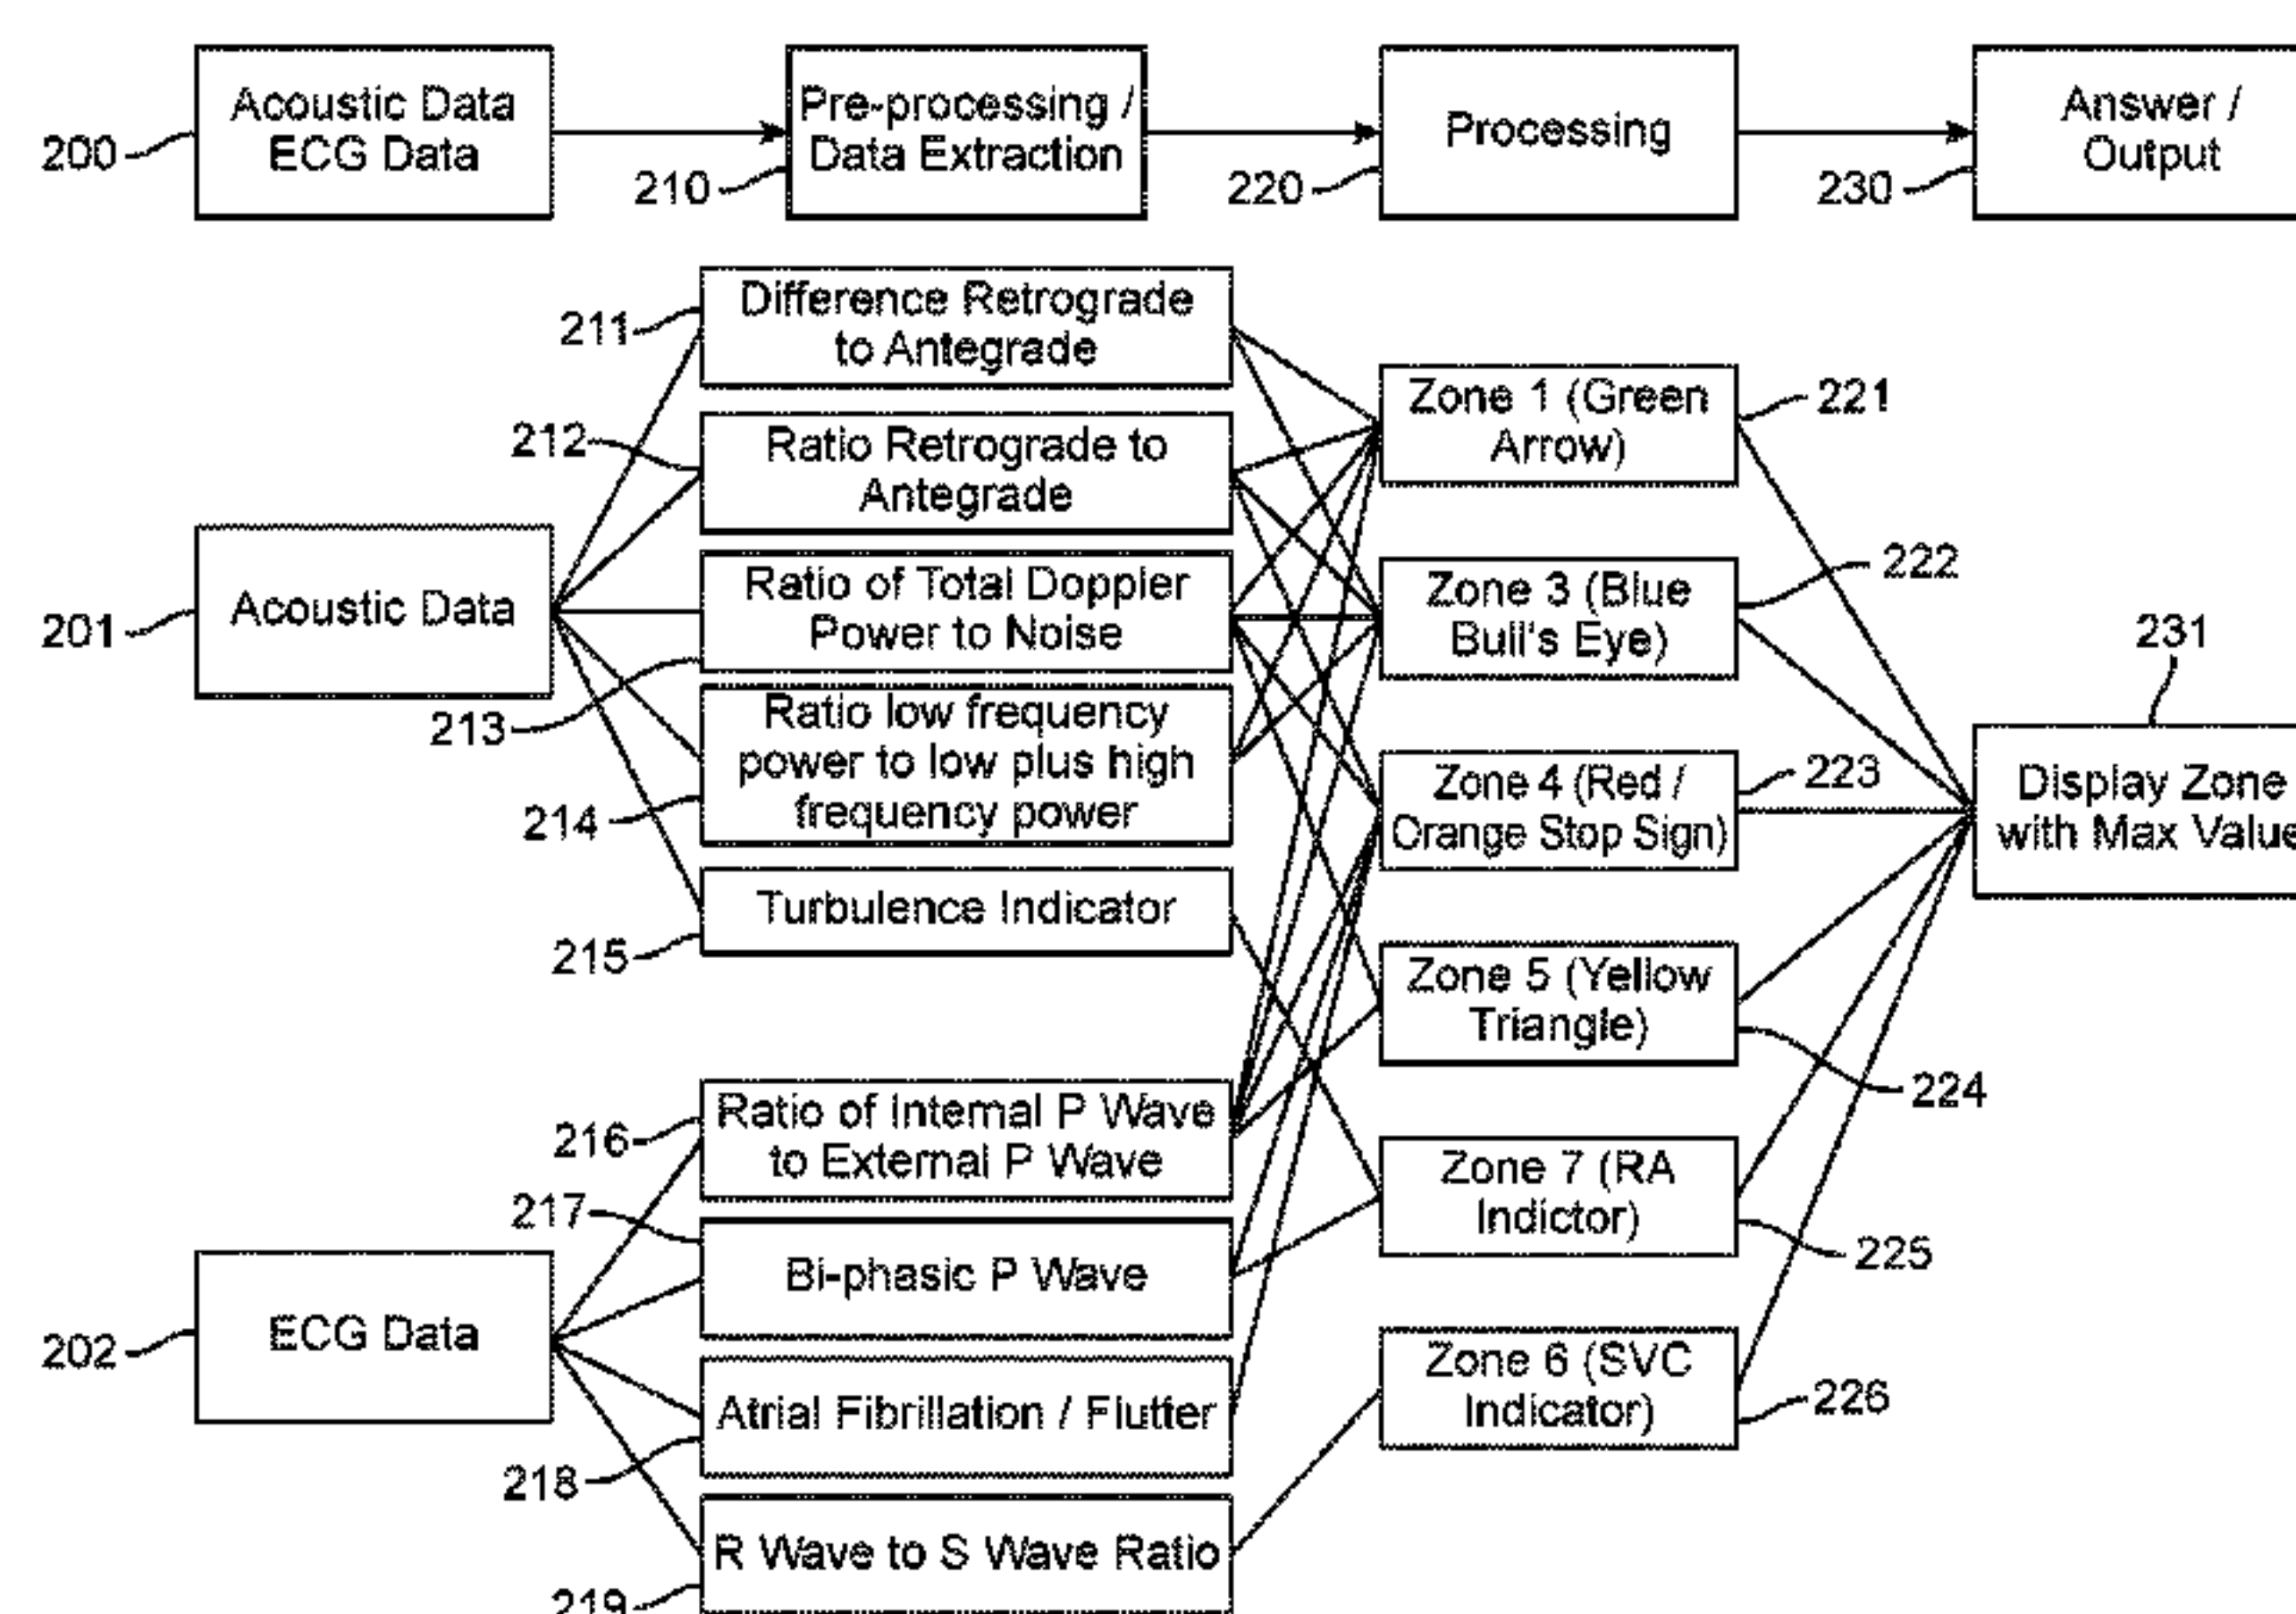 Acoustic Data
ECG Data
200
Pre-processing /
Data Extraction
210
Processing
220
Answer /
Output
230
Difference Retrograde
to Antegrade
211
Ratio Retrograde to
Antegrade
212
Ratio of Total Doppler
Power to Noise
213
Ratio low frequency
power to low plus high
frequency power
214
Turbulence Indicator
215
Acoustic Data
201
Ratio of Internal P Wave
to External P Wave
216
Bi-phasic P Wave
217
Atrial Fibrillation / Flutter
218
R Wave to S Wave Ratio
219
ECG Data
202
Zone 1 (Green
Arrow)
221
Zone 3 (Blue
Bull's Eye)
222
Zone 4 (Red /
Orange Stop Sign)
223
Zone 5 (Yellow
Triangle)
224
Zone 7 (RA
Indictor)
225
Zone 6 (SVC
Indicator)
226
231
Display Zone
with Max Value